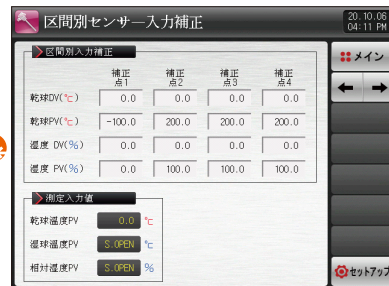 区間別センサー入力補正
20.10.06
04:11 PM
区間別入力補正
補正点1 補正点2 補正点3 補正点4
乾球DV(℃) 0.0 0.0 0.0 0.0
乾球PV(℃) -100.0 200.0 200.0 200.0
湿度 DV(%) 0.0 0.0 0.0 0.0
湿度 PV(%) 0.0 100.0 100.0 100.0
測定入力値
乾球温度PV 0.0 ℃
湿球温度PV S.OPEN ℃
相対湿度PV S.OPEN %
メイン
セットアップ